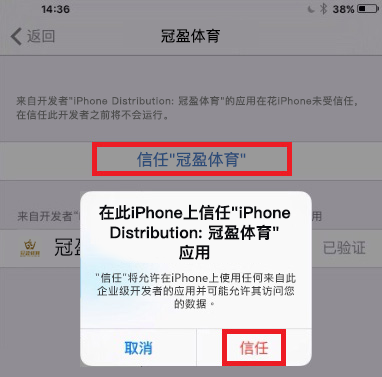 14:36
38%
返回
冠盈体育
来自开发者"iPhone Distribution: 冠盈体育"的应用在花iPhone未受信任,
在信任此开发者之前将不会运行。
信任"冠盈体育"
在此iPhone上信任"iPhone
Distribution: 冠盈体育"
应用
"信任"将允许在iPhone上使用任何来自此
企业级开发者的应用并可能允许其访问您
的数据。
取消
信任
来自开发者"iP
用
冠盈
已验证